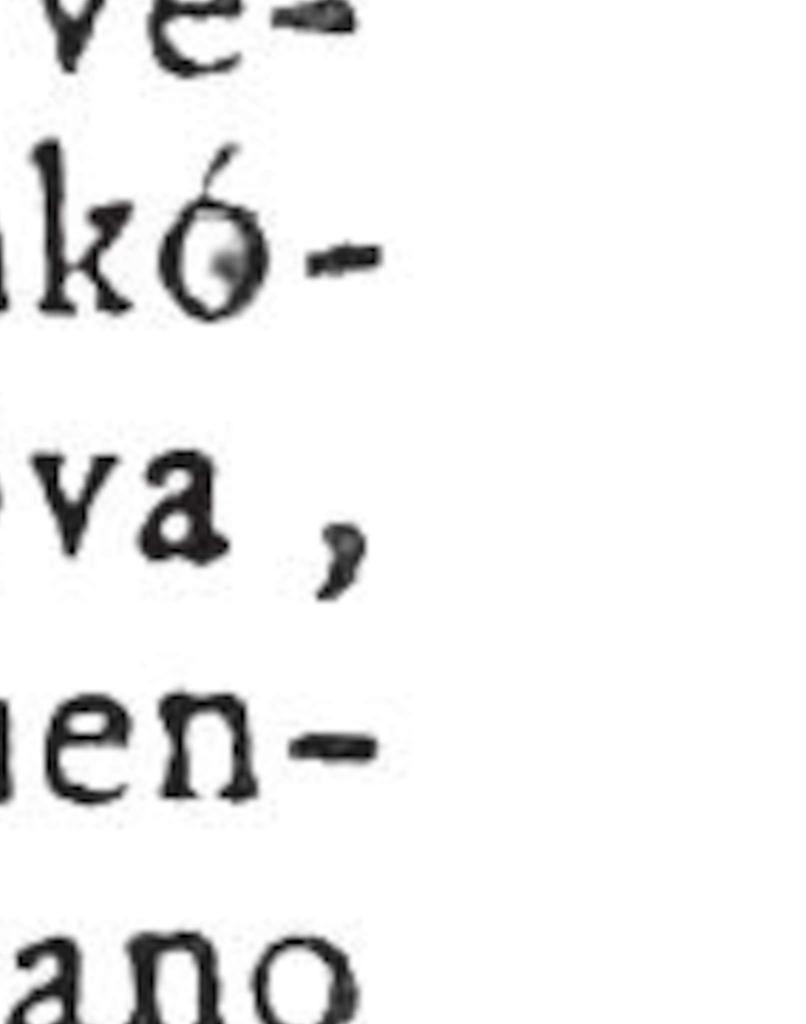 ve-
kó-
va ,
en-
ano